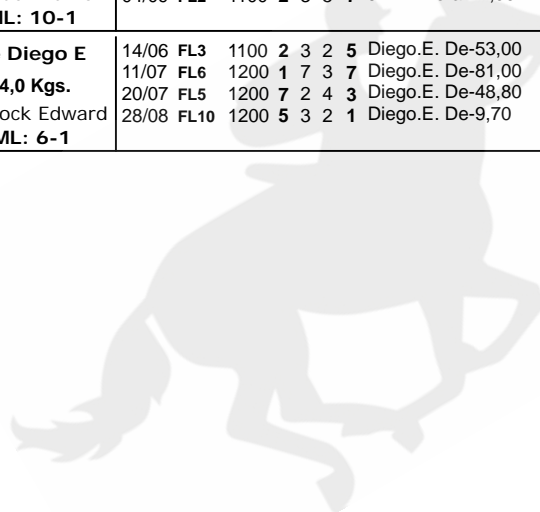 ML: 10-1
Diego E 14/06 FL3 1100 2 3 2 5 Diego.E. De-53,00
11/07 FL6 1200 1 7 3 7 Diego.E. De-81,00
4,0 Kgs.
20/07 FL5 1200 7 2 4 3 Diego.E. De-48,80
ock Edward 28/08 FL10 1200 5 3 2 1 Diego.E. De-9,70
ML: 6-1